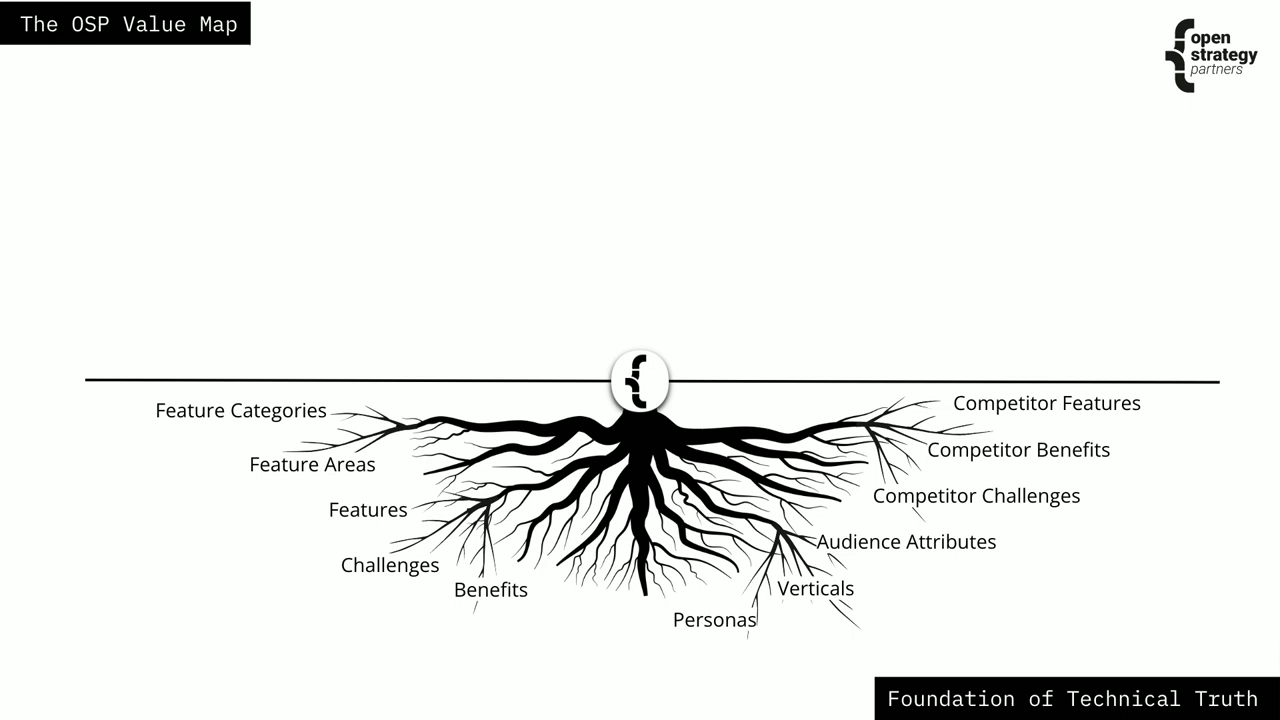 The OSP Value Map
open
strategy
partners
Feature Categories
Feature Areas
Features
Challenges
Benefits
Competitor Features
Competitor Benefits
Competitor Challenges
Audience Attributes
Verticals
Personas
Foundation of Technical Truth